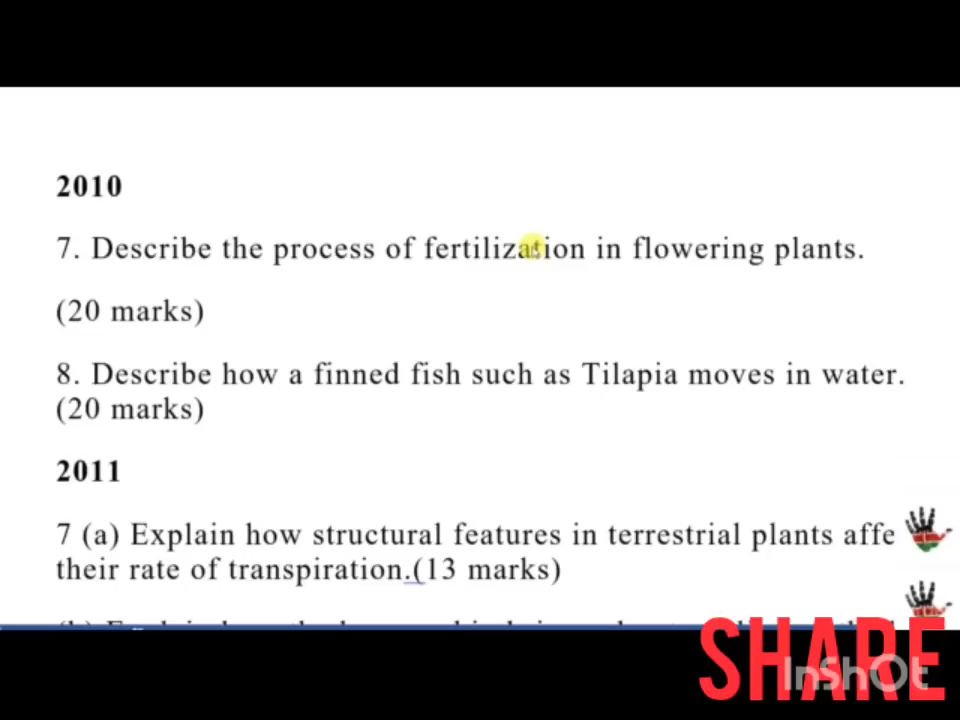 2010
7. Describe the process of fertilization in flowering plants.
(20 marks)
8. Describe how a finned fish such as Tilapia moves in water.
(20 marks)
2011
7 (a) Explain how structural features in terrestrial plants affe
their rate of transpiration.(13 marks)
SHARE
InShOt